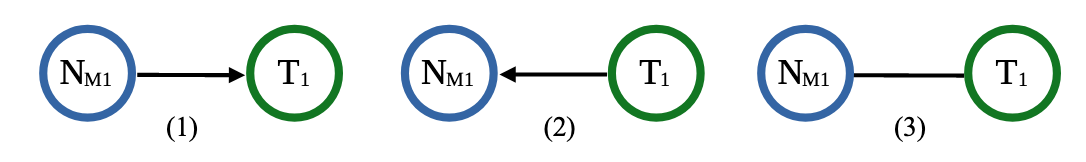 N_M1 T_1 N_M1 T_1 N_M1 T_1
(1) (2) (3)